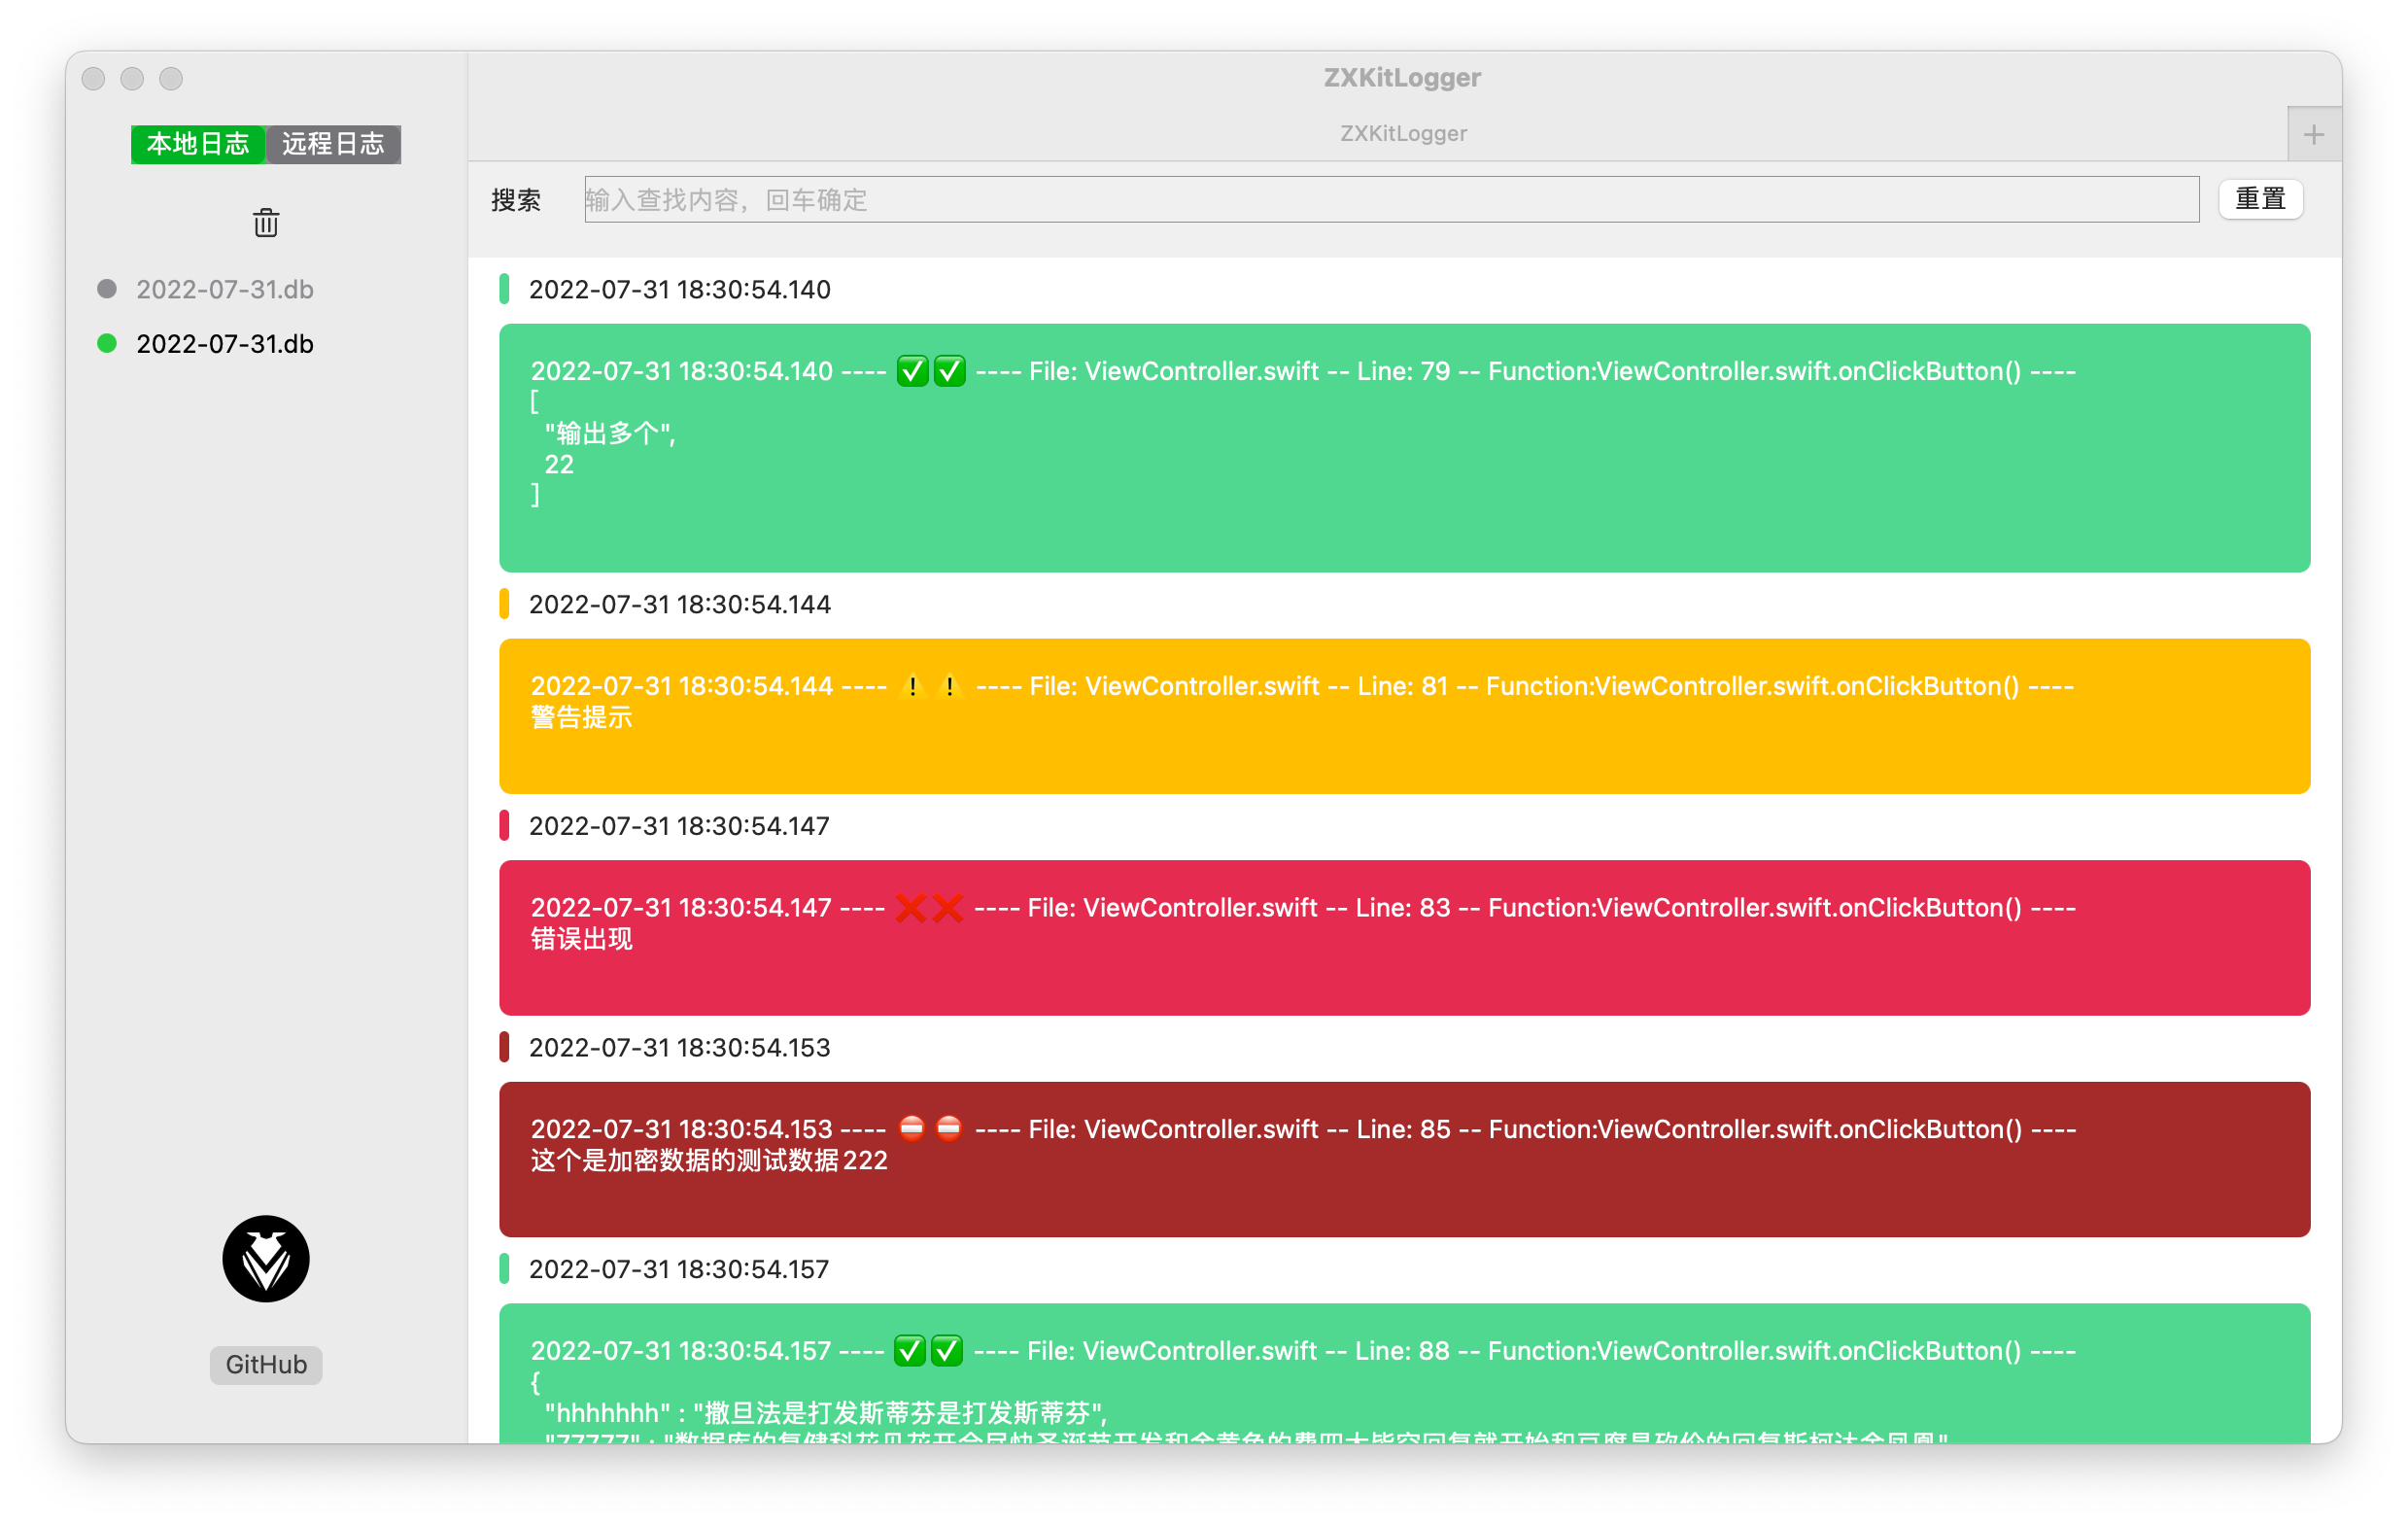 ZXKitLogger
ZXKitLogger
本地日志 远程日志
2022-07-31.db
2022-07-31.db
GitHub
搜索 输入查找内容，回车确定 重置
2022-07-31 18:30:54.140
2022-07-31 18:30:54.140 ---- ✅✅ ---- File: ViewController.swift -- Line: 79 -- Function:ViewController.swift.onClickButton() ----
[
"输出多个",
22
]
2022-07-31 18:30:54.144
2022-07-31 18:30:54.144 ---- ⚠️⚠️ ---- File: ViewController.swift -- Line: 81 -- Function:ViewController.swift.onClickButton() ----
警告提示
2022-07-31 18:30:54.147
2022-07-31 18:30:54.147 ---- ❌❌ ---- File: ViewController.swift -- Line: 83 -- Function:ViewController.swift.onClickButton() ----
错误出现
2022-07-31 18:30:54.153
2022-07-31 18:30:54.153 ---- ⛔️⛔️ ---- File: ViewController.swift -- Line: 85 -- Function:ViewController.swift.onClickButton() ----
这个是加密数据的测试数据222
2022-07-31 18:30:54.157
2022-07-31 18:30:54.157 ---- ✅✅ ---- File: ViewController.swift -- Line: 88 -- Function:ViewController.swift.onClickButton() ----
{
"hhhhhhh" : "撒旦法是打发斯蒂芬是打发斯蒂芬",